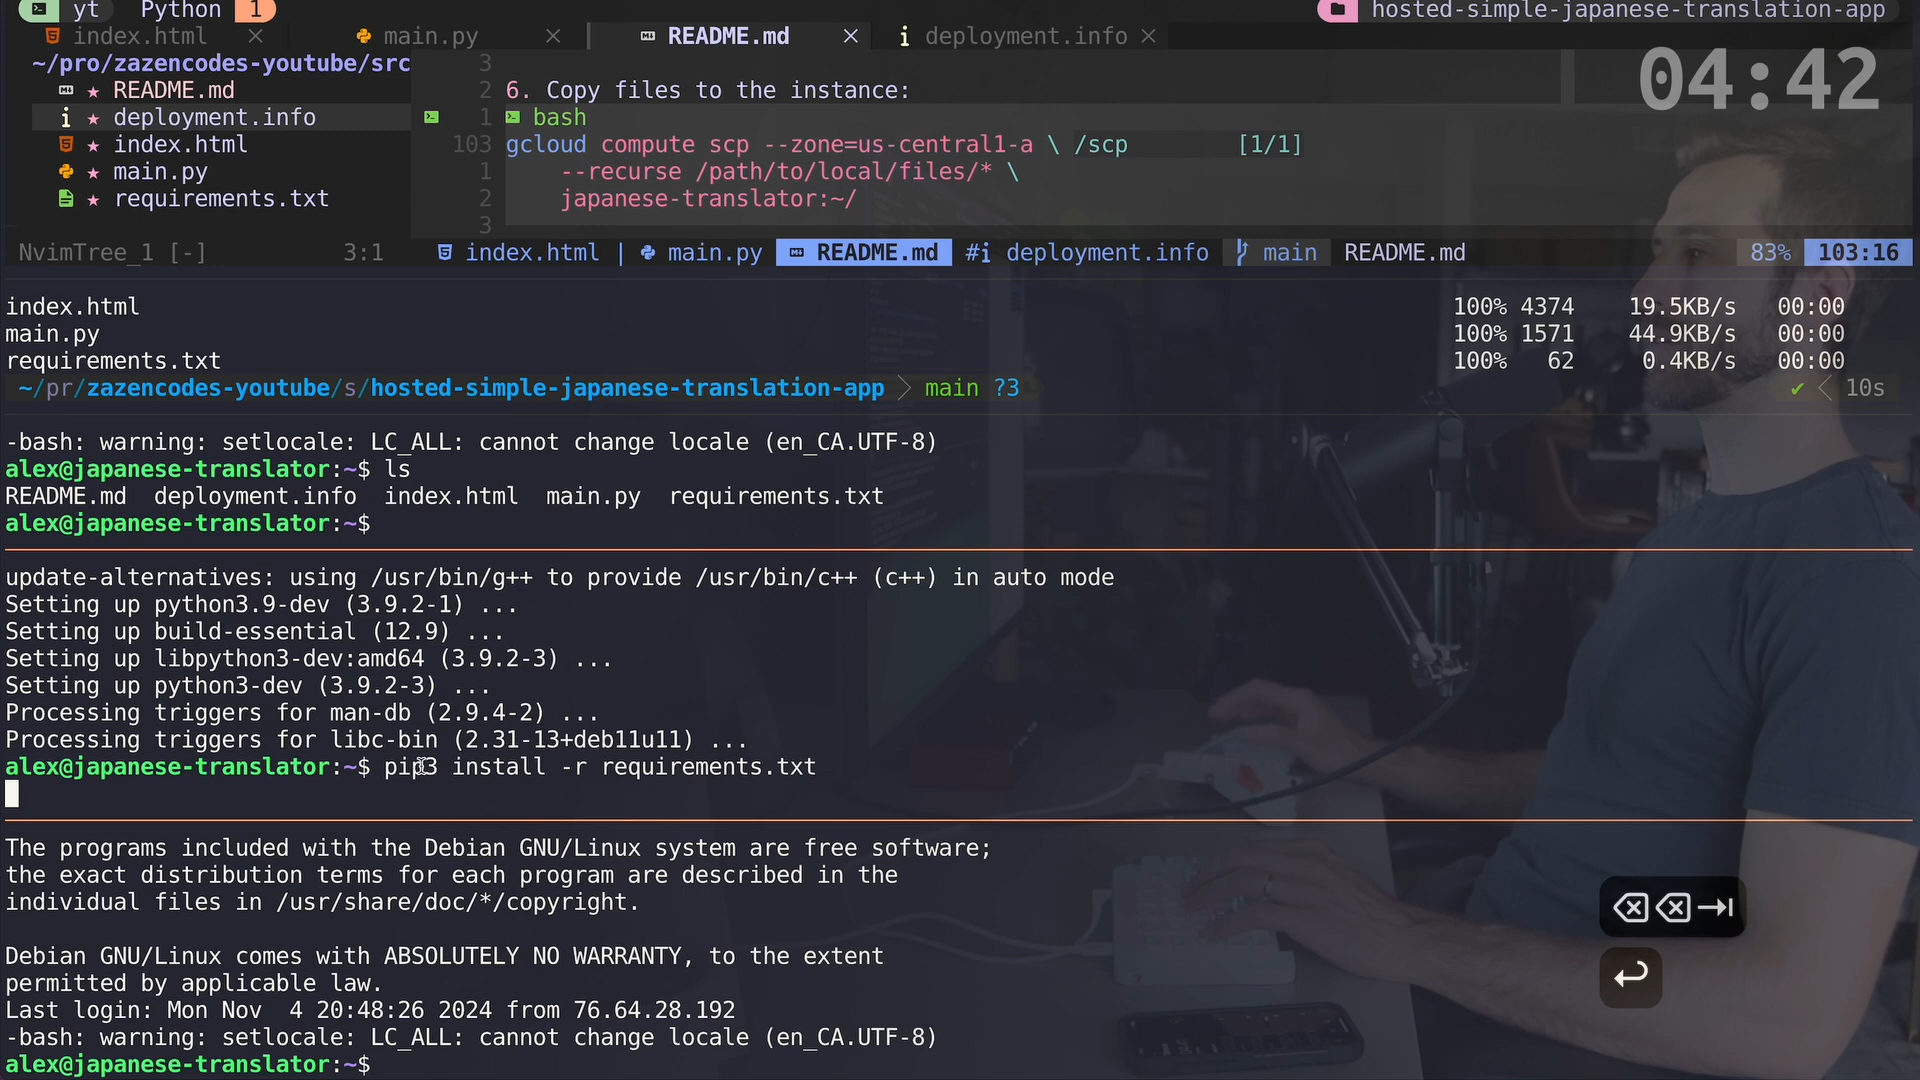 yt Python 1 hosted-simple-japanese-translation-app
index.html main.py README.md deployment.info
04:42
~/pro/zazencodes-youtube/src
README.md
deployment.info
index.html
main.py
requirements.txt
3
2 6. Copy files to the instance:
1 bash
103 gcloud compute scp --zone=us-central1-a \ /scp [1/1]
1 --recurse /path/to/local/files/* \
2 japanese-translator:~/
3
NvimTree_1 [-] 3:1 index.html | main.py README.md #i deployment.info main README.md 83% 103:16
index.html 100% 4374 19.5KB/s 00:00
main.py 100% 1571 44.9KB/s 00:00
requirements.txt 100% 62 0.4KB/s 00:00
~/pr/zazencodes-youtube/s/hosted-simple-japanese-translation-app main ?3 ✔ 10s
-bash: warning: setlocale: LC_ALL: cannot change locale (en_CA.UTF-8)
alex@japanese-translator:~$ ls
README.md deployment.info index.html main.py requirements.txt
alex@japanese-translator:~$
update-alternatives: using /usr/bin/g++ to provide /usr/bin/c++ (c++) in auto mode
Setting up python3.9-dev (3.9.2-1) ...
Setting up build-essential (12.9) ...
Setting up libpython3-dev:amd64 (3.9.2-3) ...
Setting up python3-dev (3.9.2-3) ...
Processing triggers for man-db (2.9.4-2) ...
Processing triggers for libc-bin (2.31-13+deb11u11) ...
alex@japanese-translator:~$ pip3 install -r requirements.txt
The programs included with the Debian GNU/Linux system are free software;
the exact distribution terms for each program are described in the
individual files in /usr/share/doc/*/copyright.
Debian GNU/Linux comes with ABSOLUTELY NO WARRANTY, to the extent
permitted by applicable law.
Last login: Mon Nov 4 20:48:26 2024 from 76.64.28.192
-bash: warning: setlocale: LC_ALL: cannot change locale (en_CA.UTF-8)
alex@japanese-translator:~$